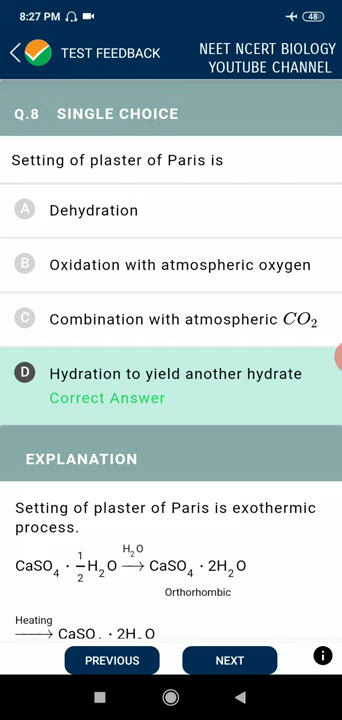 8:27 PM
48
TEST FEEDBACK
NEET NCERT BIOLOGY
YOUTUBE CHANNEL
Q.8 SINGLE CHOICE
Setting of plaster of Paris is
A Dehydration
B Oxidation with atmospheric oxygen
C Combination with atmospheric CO₂
D Hydration to yield another hydrate
Correct Answer
EXPLANATION
Setting of plaster of Paris is exothermic
process.
CaSO₄ · 1/2 H₂O —H₂O→ CaSO₄ · 2H₂O
Orthorhombic
Heating
⟶ CaSO₄ · 2H₂O
PREVIOUS
NEXT
i